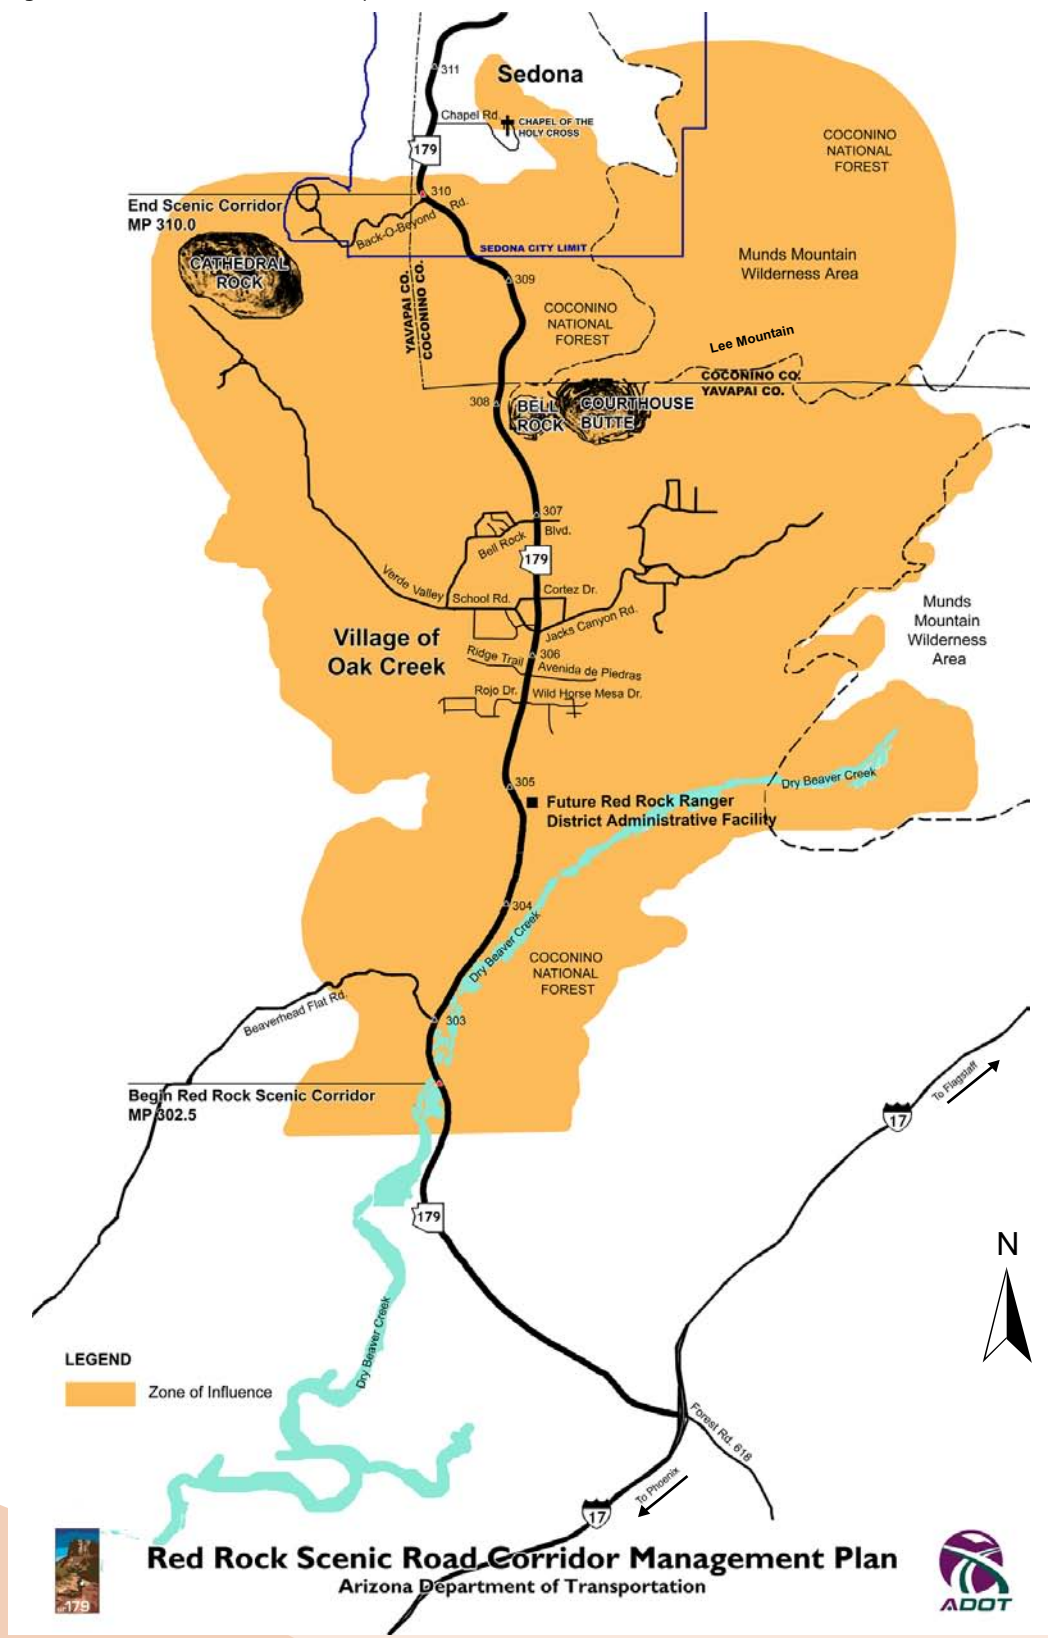 311
Sedona
Chapel Rd.
CHAPEL OF THE
HOLY CROSS
179
COCONINO
NATIONAL
FOREST
310
End Scenic Corridor
MP 310.0
Back-O-Beyond Rd.
SEDONA CITY LIMIT
CATHEDRAL
ROCK
YAVAPAI CO.
COCONINO CO.
309
Munds Mountain
Wilderness Area
COCONINO
NATIONAL
FOREST
Lee Mountain
COCONINO CO.
YAVAPAI CO.
308
BELL
ROCK
COURTHOUSE
BUTTE
307
Bell Rock Blvd.
179
Verde Valley School Rd.
Cortez Dr.
Jacks Canyon Rd.
Munds
Mountain
Wilderness
Area
Village of
Oak Creek
306
Ridge Trail
Avenida de Piedras
Rojo Dr.
Wild Horse Mesa Dr.
305
Dry Beaver Creek
Future Red Rock Ranger
District Administrative Facility
304
Dry Beaver Creek
COCONINO
NATIONAL
FOREST
Beaverhead Flat Rd.
303
Begin Red Rock Scenic Corridor
MP 302.5
To Flagstaff
17
179
N
Dry Beaver Creek
LEGEND
Zone of Influence
Forest Rd. 618
To Phoenix
17
179
Red Rock Scenic Road Corridor Management Plan
Arizona Department of Transportation
ADOT